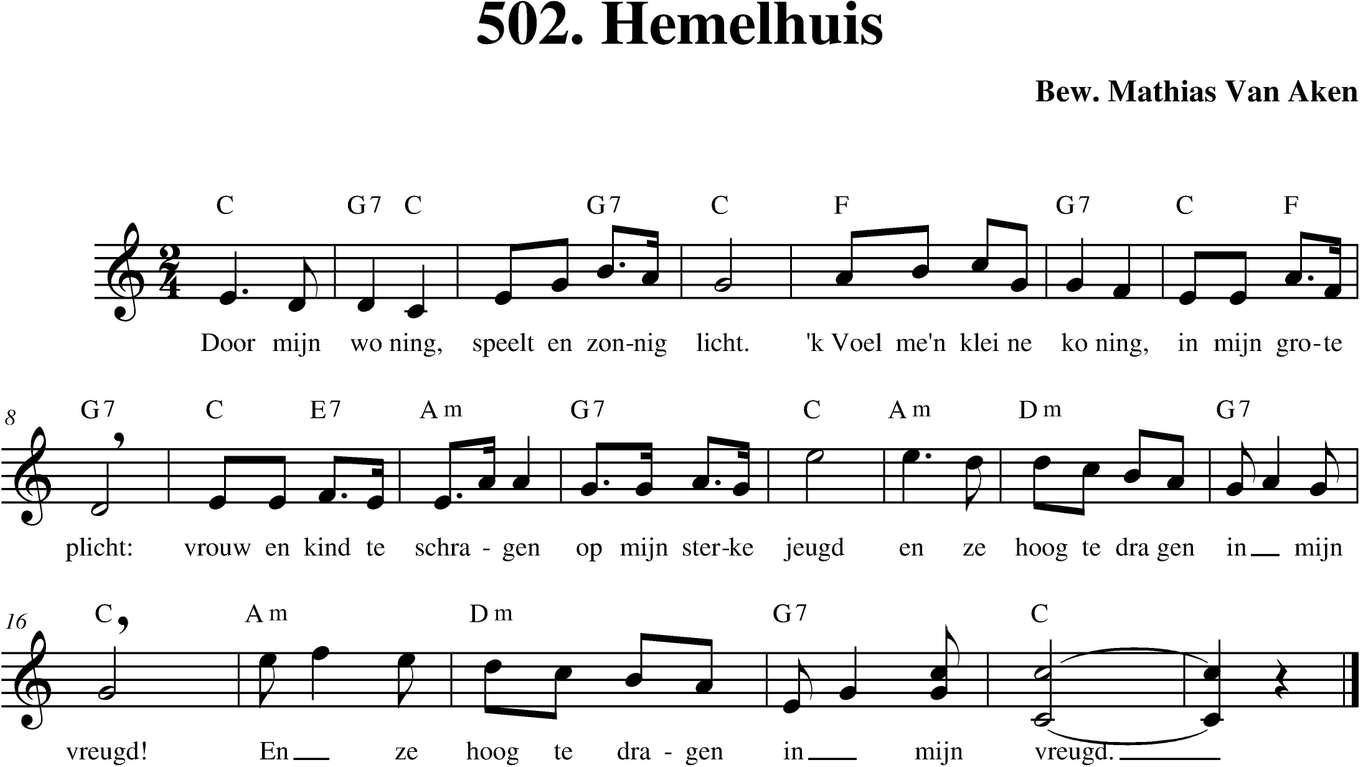 502. Hemelhuis
Bew. Mathias Van Aken
C G7 C G7 C F G7 C F
2
4
Door mijn wo ning, speelt en zon-nig licht. 'k Voel me'n klei ne ko ning, in mijn gro-te
8
G7 C E7 Am G7 C Am Dm G7
plicht: vrouw en kind te schra - gen op mijn ster-ke jeugd en ze hoog te dra gen in mijn
16
C Am Dm G7 C
vreugd! En ze hoog te dra - gen in mijn vreugd.